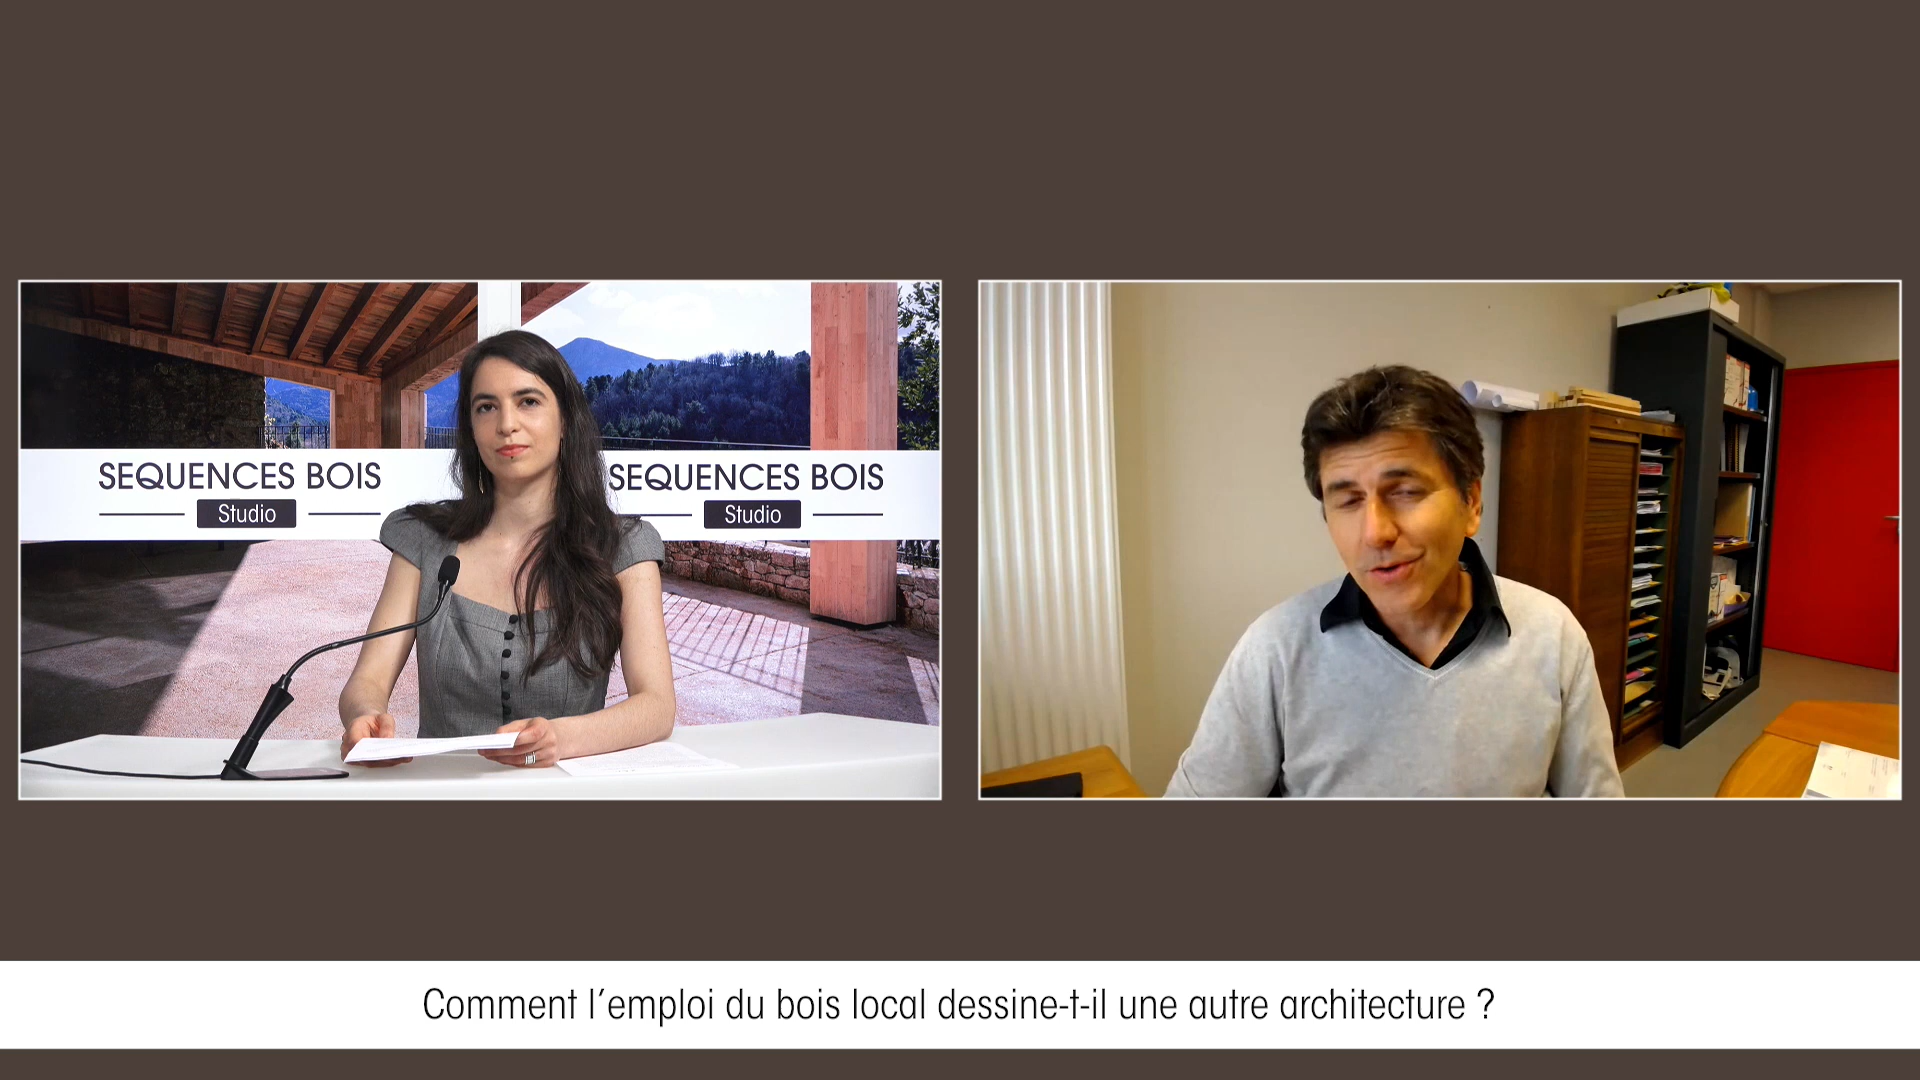 SEQUENCES BOIS
Studio
SEQUENCES BOIS
Studio
Comment l'emploi du bois local dessine-t-il une autre architecture ?